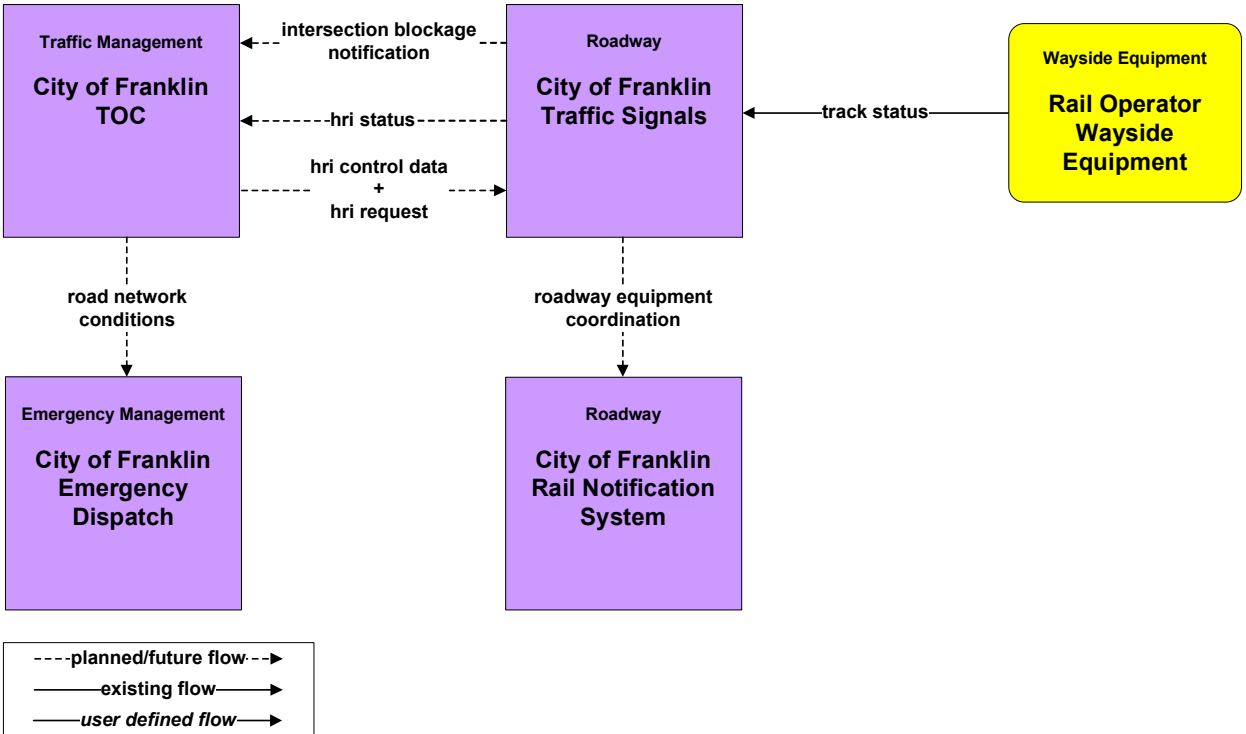 Traffic Management
City of Franklin
TOC
intersection blockage
notification
hri status
hri control data
+
hri request
Roadway
City of Franklin
Traffic Signals
track status
Wayside Equipment
Rail Operator
Wayside
Equipment
road network
conditions
roadway equipment
coordination
Emergency Management
City of Franklin
Emergency
Dispatch
Roadway
City of Franklin
Rail Notification
System
planned/future flow
existing flow
user defined flow